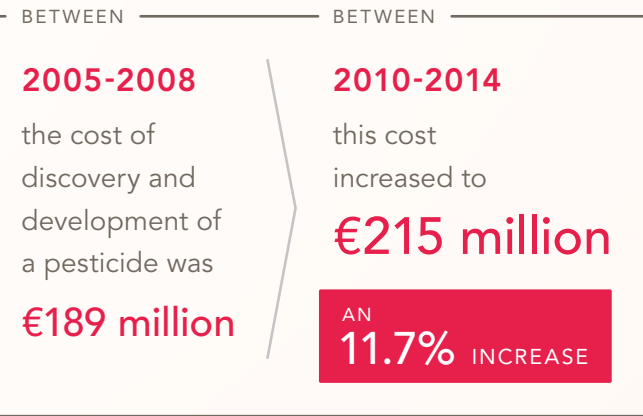 BETWEEN
2005-2008
the cost of
discovery and
development of
a pesticide was
€189 million
BETWEEN
2010-2014
this cost
increased to
€215 million
AN
11.7% INCREASE